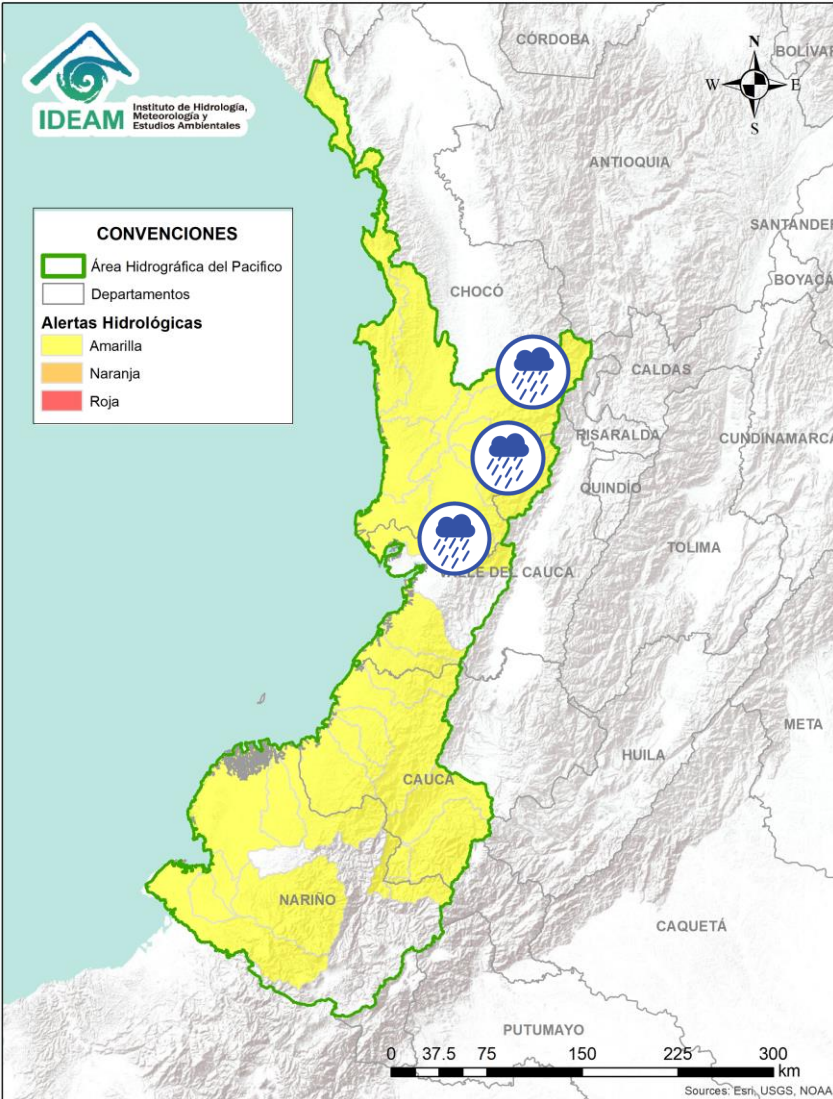 IDEAM
Instituto de Hidrología,
Meteorología y
Estudios Ambientales
N
W
E
S
CÓRDOBA
BOLÍVAR
ANTIOQUIA
SANTANDER
BOYACÁ
CONVENCIONES
Área Hidrográfica del Pacifico
Departamentos
Alertas Hidrológicas
Amarilla
Naranja
Roja
CHOCÓ
CALDAS
RISARALDA
CUNDINAMARCA
QUINDÍO
TOLIMA
VALLE DEL CAUCA
META
HUILA
CAUCA
NARIÑO
CAQUETÁ
PUTUMAYO
0 37.5 75 150 225 300
km
Sources: Esri, USGS, NOAA